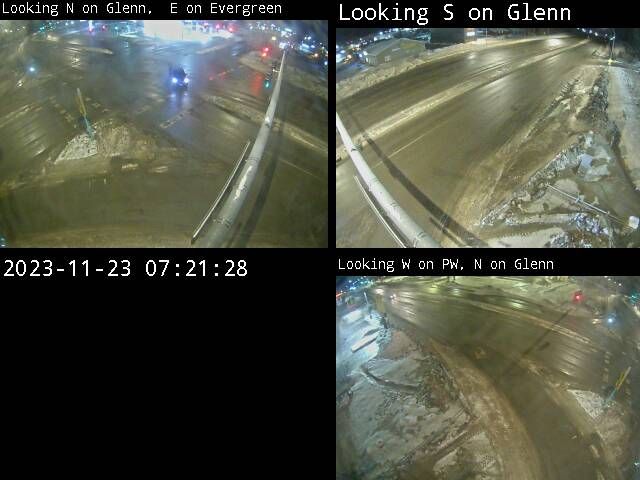 Looking N on Glenn, E on Evergreen
Looking S on Glenn
2023-11-23 07:21:28
Looking W on PW, N on Glenn